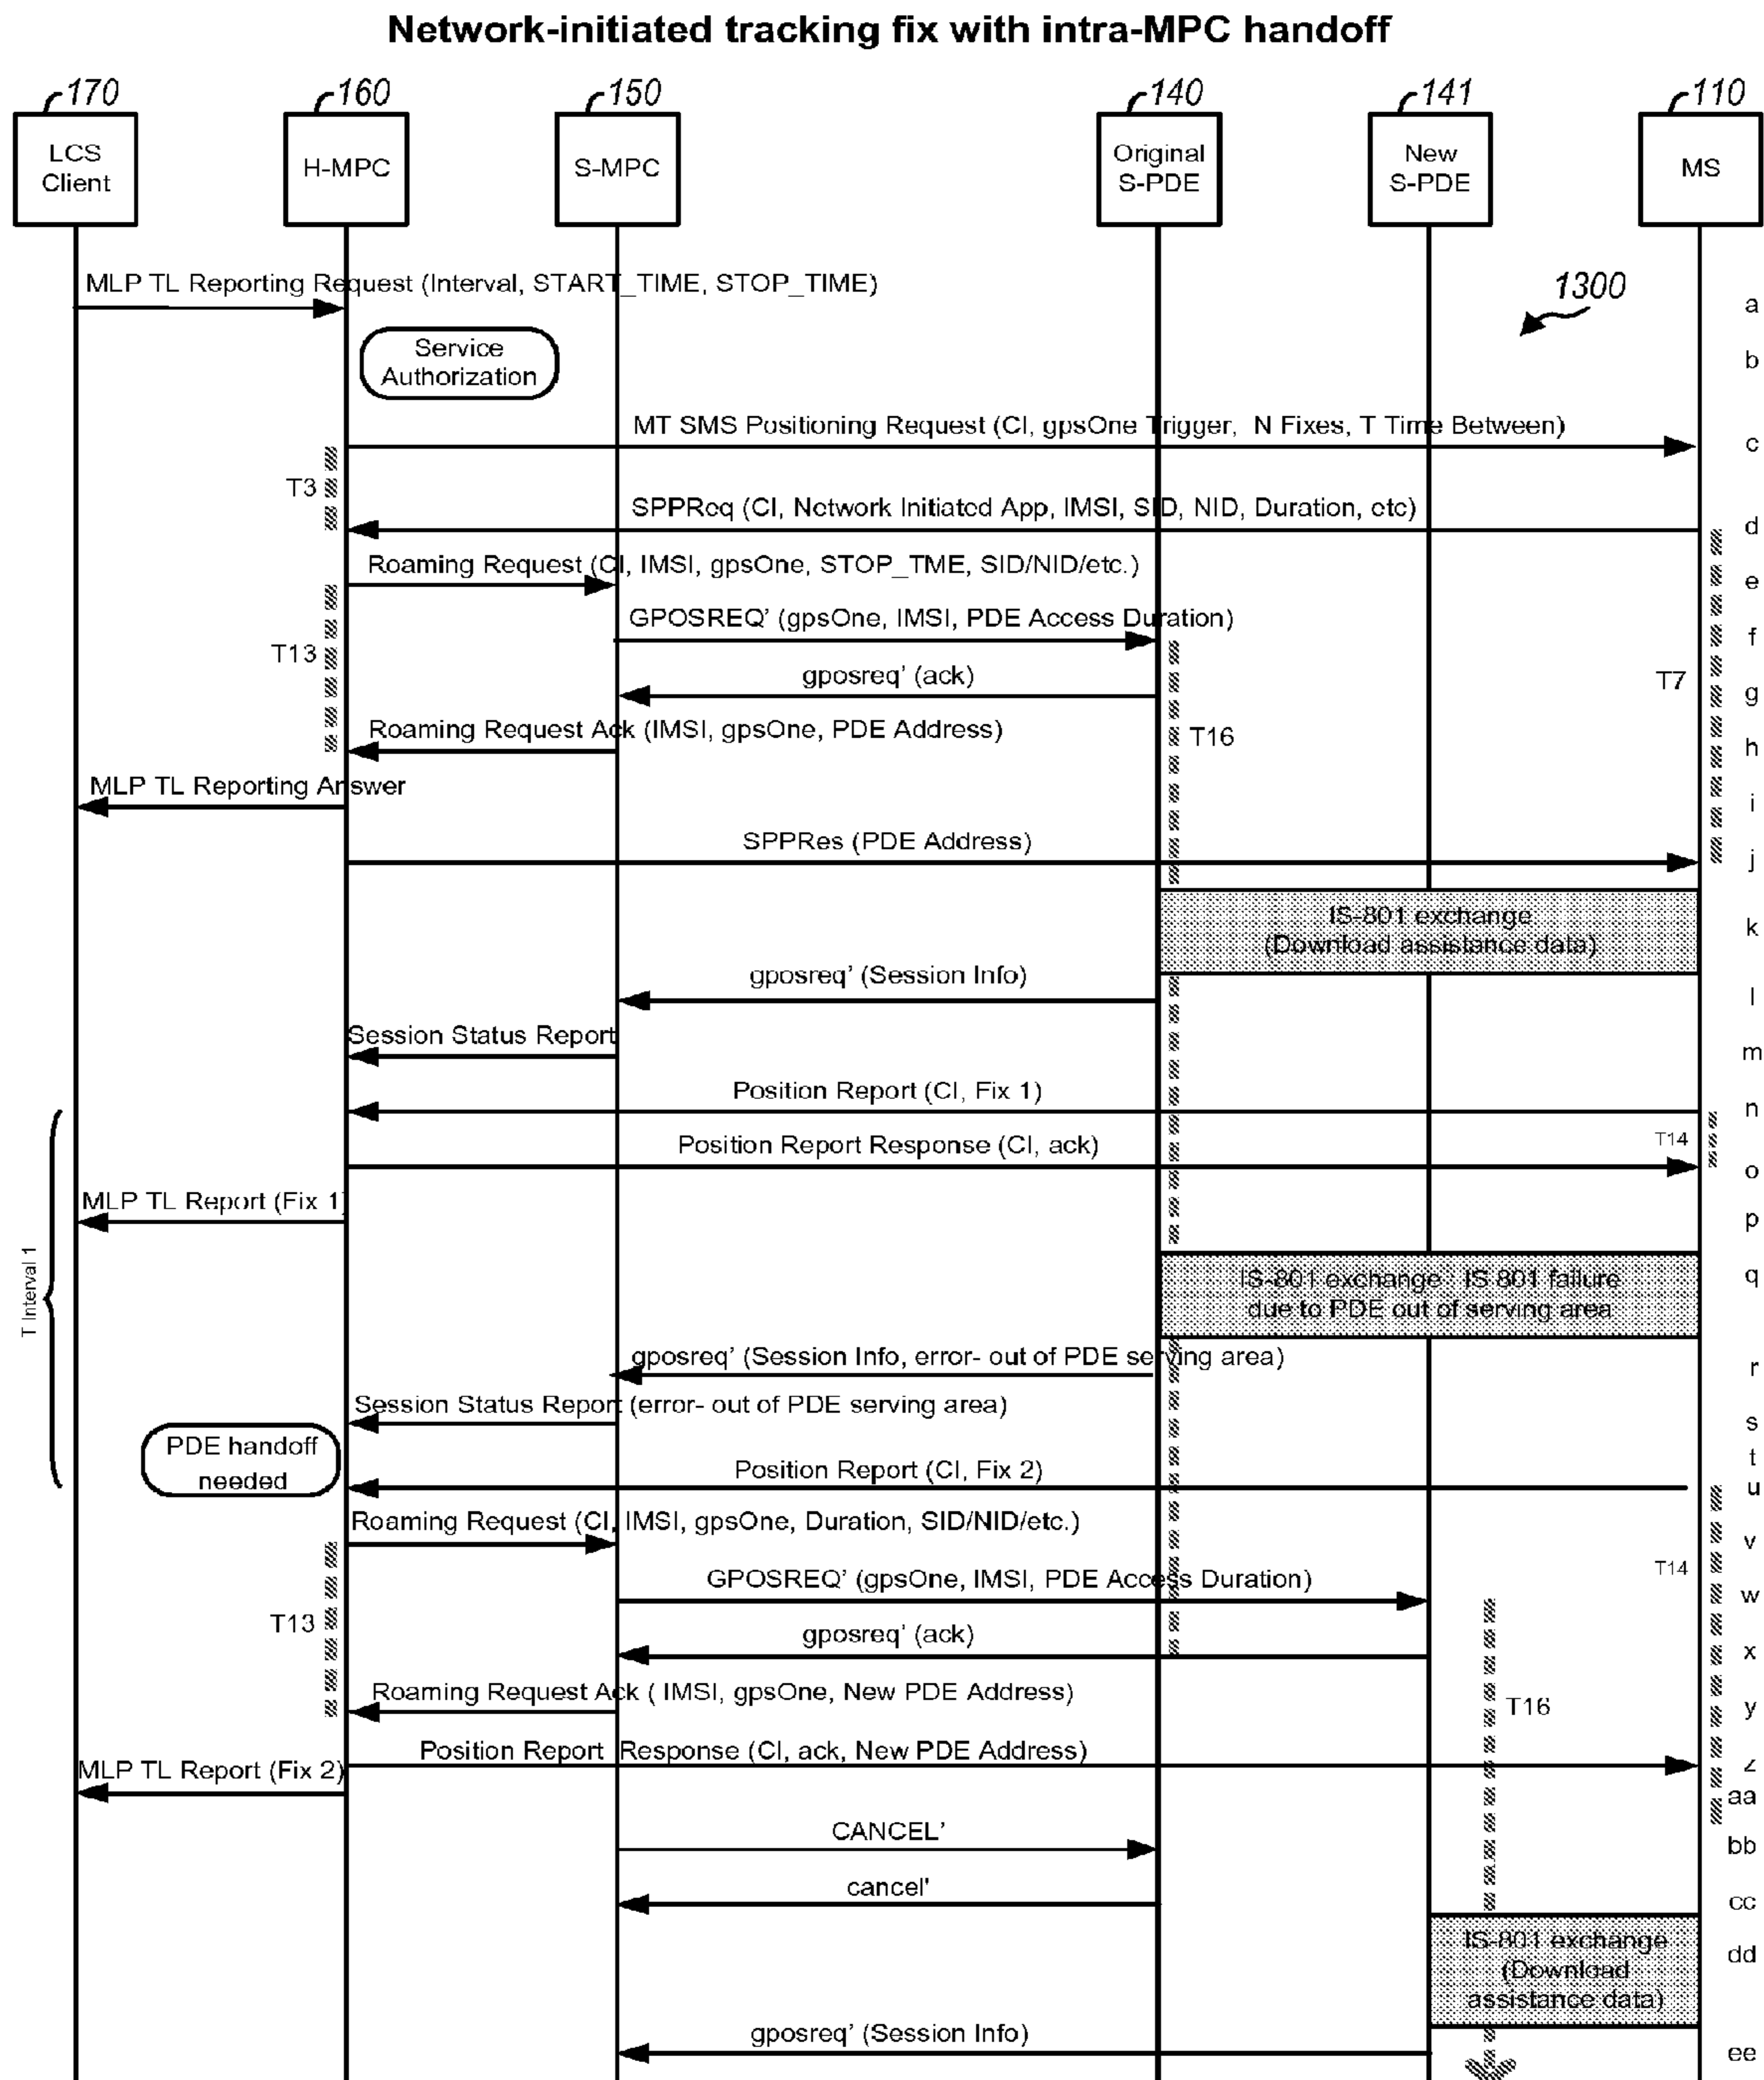 Network-initiated tracking fix with intra-MPC handoff
170 160 150 140 141 110
LCS
Client
H-MPC
S-MPC
Original
S-PDE
New
S-PDE
MS
MLP TL Reporting Request (Interval, START_TIME, STOP_TIME)
1300
a
Service
Authorization
b
MT SMS Positioning Request (CI, gpsOne Trigger, N Fixes, T Time Between)
c
T3
SPPReq (CI, Network Initiated App, IMSI, SID, NID, Duration, etc)
d
Roaming Request (CI, IMSI, gpsOne, STOP_TME, SID/NID/etc.)
e
GPOSREQ' (gpsOne, IMSI, PDE Access Duration)
f
T13
gposreq' (ack)
T7
g
Roaming Request Ack (IMSI, gpsOne, PDE Address)
T16
h
MLP TL Reporting Answer
i
SPPRes (PDE Address)
j
IS-801 exchange
(Download assistance data)
k
gposreq' (Session Info)
l
Session Status Report
m
Position Report (CI, Fix 1)
n
Position Report Response (CI, ack)
T14
o
MLP TL Report (Fix 1)
p
T Interval 1
IS-801 exchange : IS 801 failure
due to PDE out of serving area
q
gposreq' (Session Info, error- out of PDE serving area)
r
Session Status Report (error- out of PDE serving area)
s
PDE handoff
needed
t
Position Report (CI, Fix 2)
u
Roaming Request (CI, IMSI, gpsOne, Duration, SID/NID/etc.)
v
T14
GPOSREQ' (gpsOne, IMSI, PDE Access Duration)
w
T13
gposreq' (ack)
x
Roaming Request Ack ( IMSI, gpsOne, New PDE Address)
T16
y
Position Report Response (CI, ack, New PDE Address)
z
MLP TL Report (Fix 2)
aa
CANCEL'
bb
cancel'
cc
IS-801 exchange
(Download
assistance data)
dd
gposreq' (Session Info)
ee